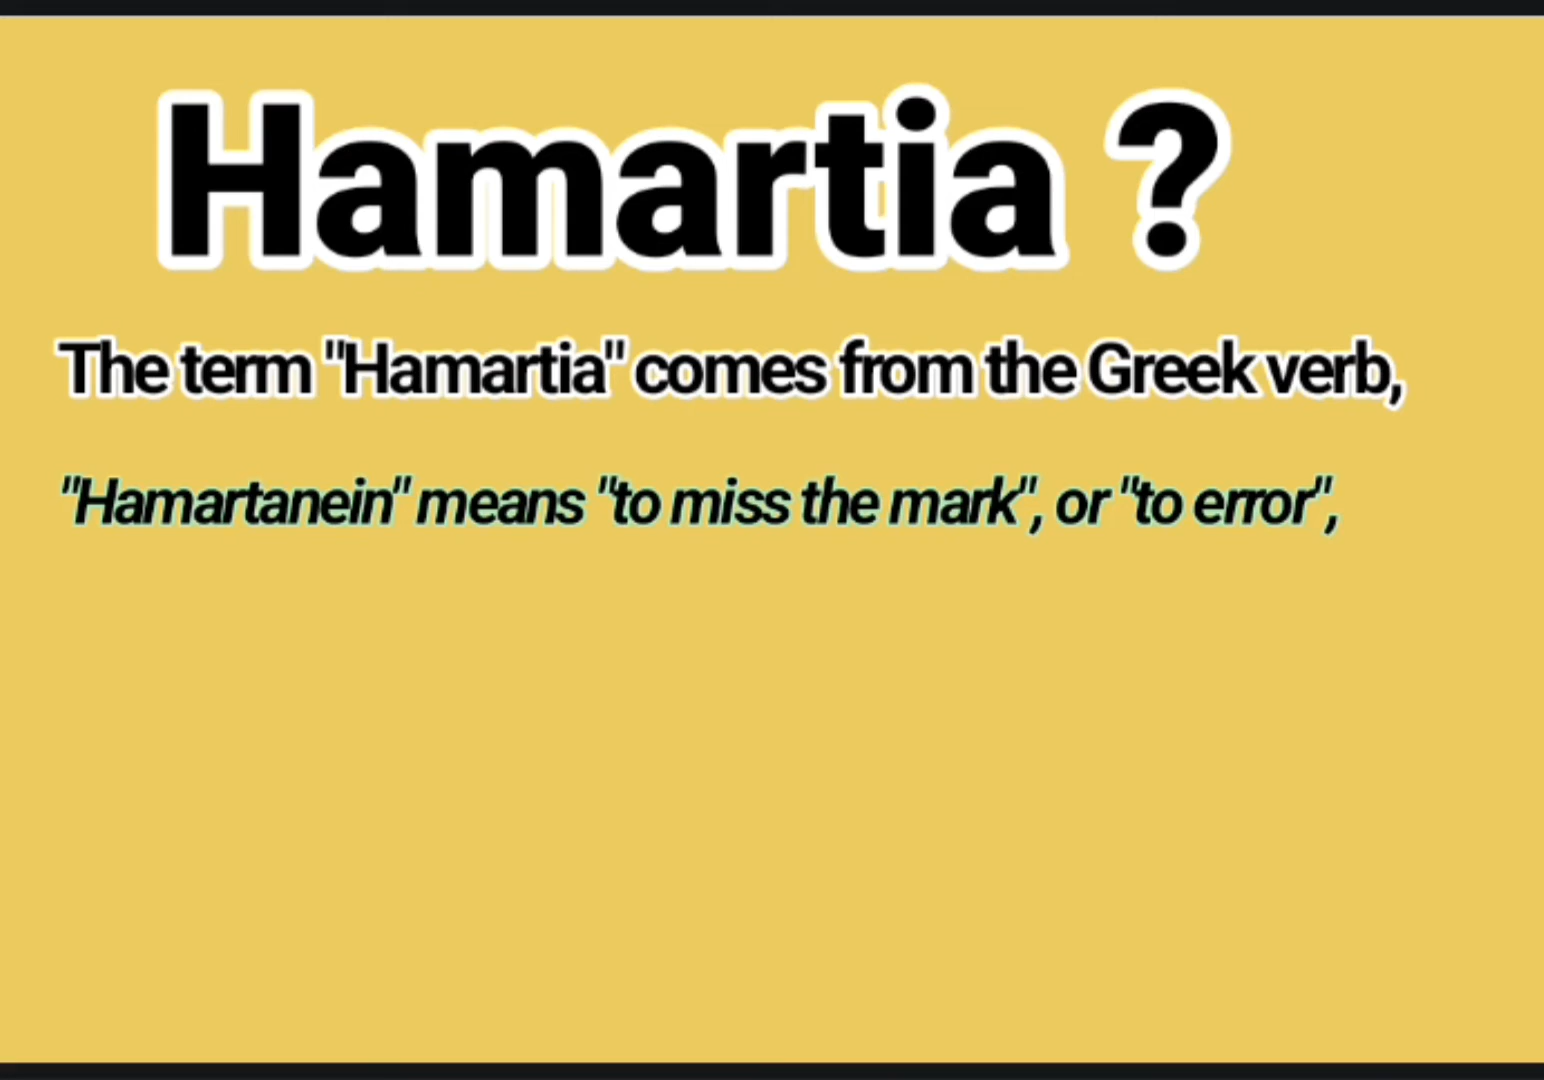 Hamartia ?
The term "Hamartia" comes from the Greek verb,
"Hamartanein" means "to miss the mark", or "to error",